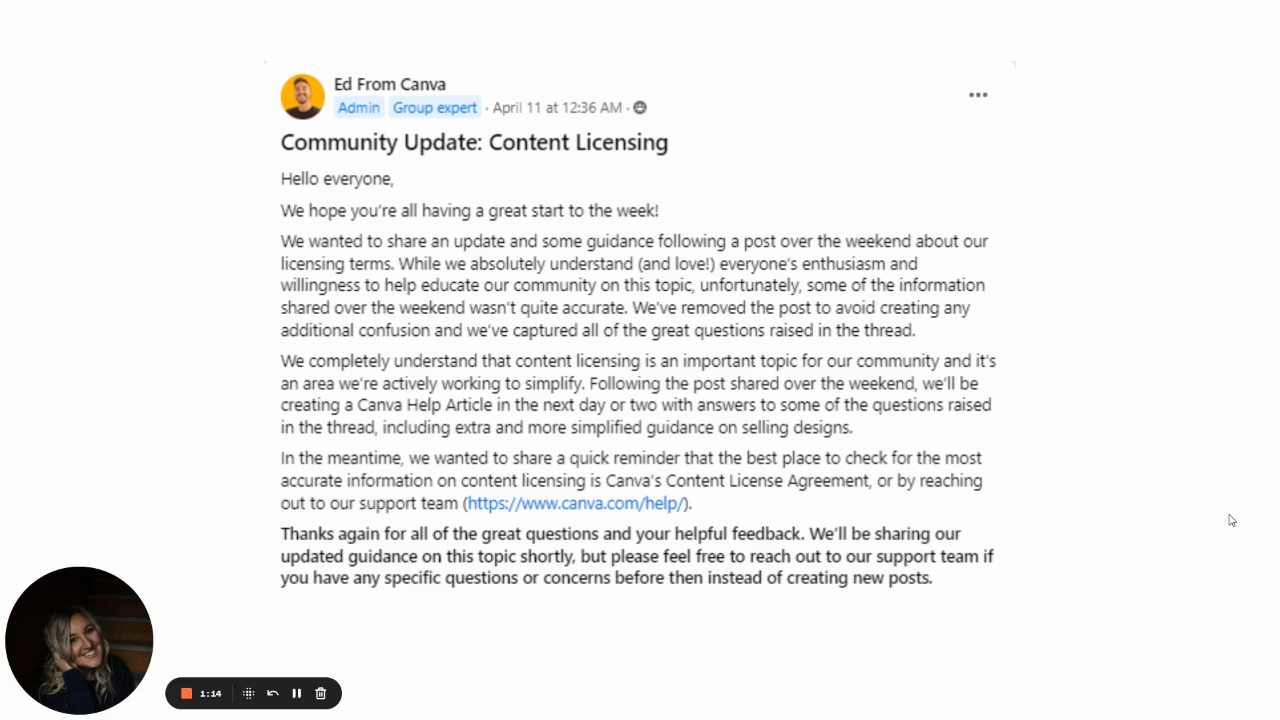 Ed From Canva
Admin Group expert · April 11 at 12:36 AM ·
Community Update: Content Licensing
Hello everyone,
We hope you're all having a great start to the week!
We wanted to share an update and some guidance following a post over the weekend about our
licensing terms. While we absolutely understand (and love!) everyone's enthusiasm and
willingness to help educate our community on this topic, unfortunately, some of the information
shared over the weekend wasn't quite accurate. We've removed the post to avoid creating any
additional confusion and we've captured all of the great questions raised in the thread.
We completely understand that content licensing is an important topic for our community and it's
an area we're actively working to simplify. Following the post shared over the weekend, we'll be
creating a Canva Help Article in the next day or two with answers to some of the questions raised
in the thread, including extra and more simplified guidance on selling designs.
In the meantime, we wanted to share a quick reminder that the best place to check for the most
accurate information on content licensing is Canva's Content License Agreement, or by reaching
out to our support team (https://www.canva.com/help/).
Thanks again for all of the great questions and your helpful feedback. We'll be sharing our
updated guidance on this topic shortly, but please feel free to reach out to our support team if
you have any specific questions or concerns before then instead of creating new posts.
1:14